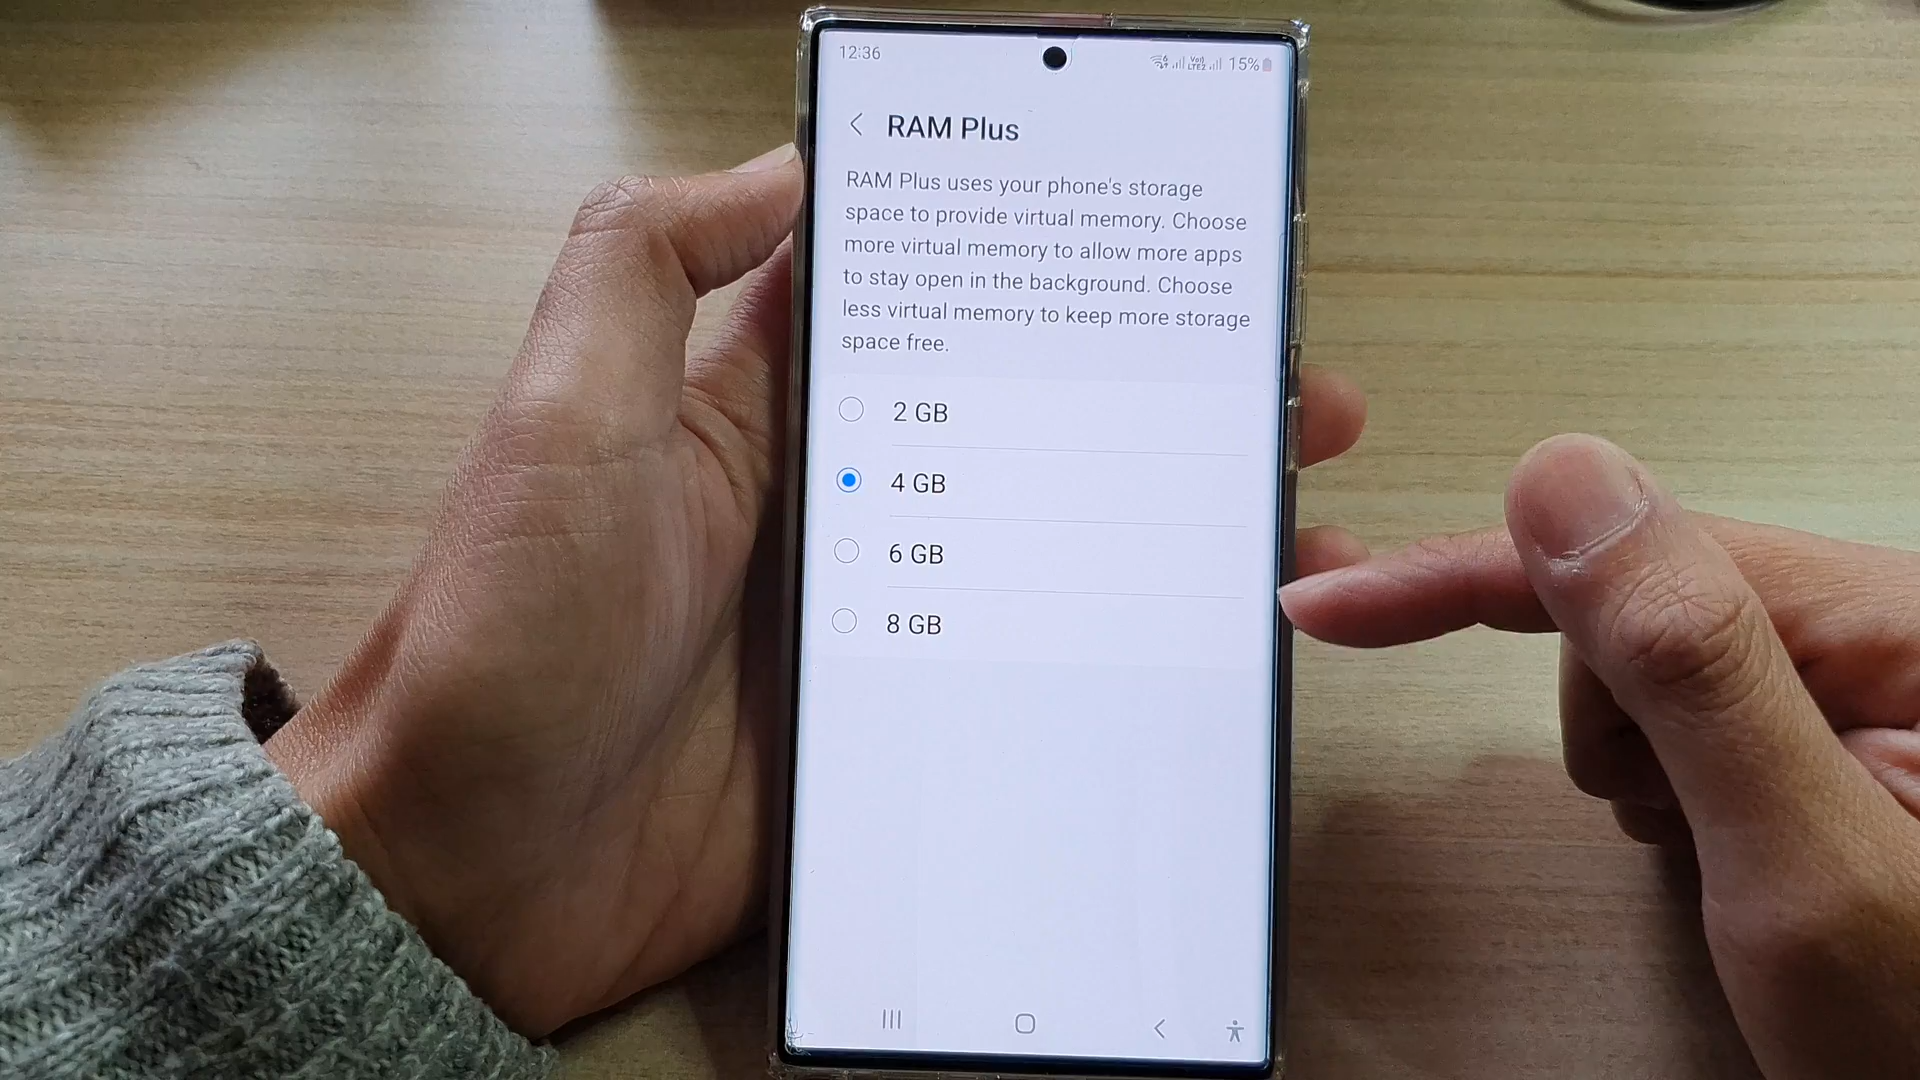 12:36
15%
RAM Plus
RAM Plus uses your phone's storage
space to provide virtual memory. Choose
more virtual memory to allow more apps
to stay open in the background. Choose
less virtual memory to keep more storage
space free.
2 GB
4 GB
6 GB
8 GB